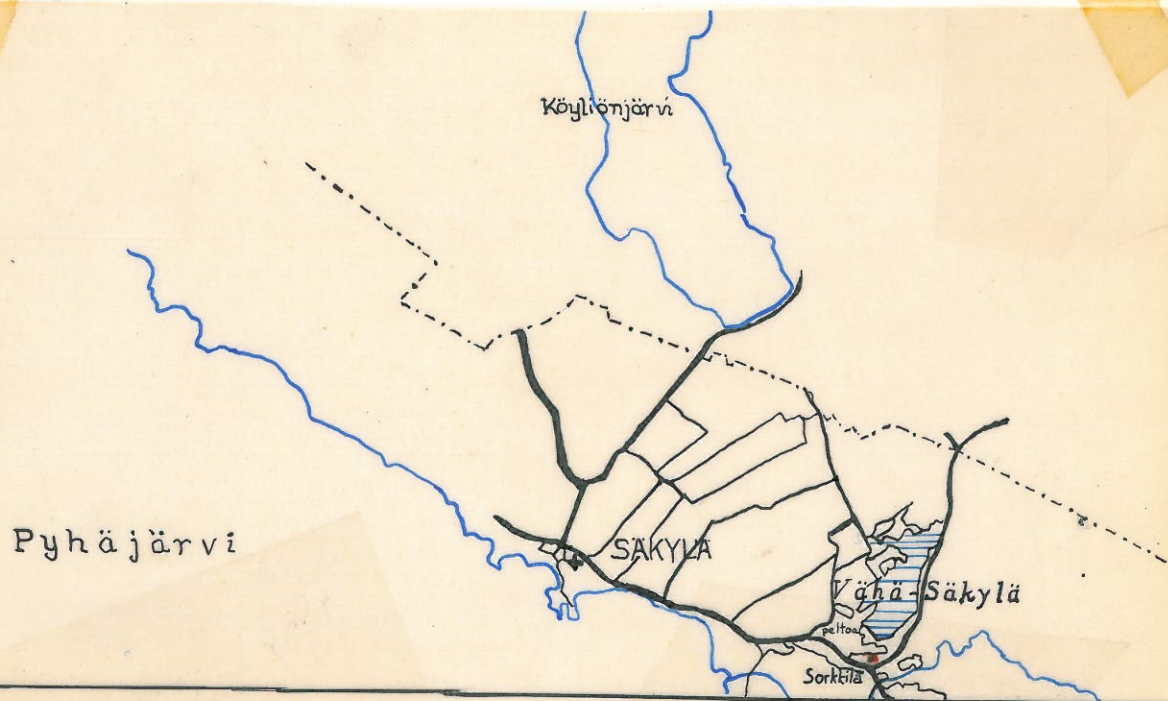 Köyliönjärvi
Pyhäjärvi
SÄKYLÄ
Vähä-Säkylä
peltoa
Sorkkila